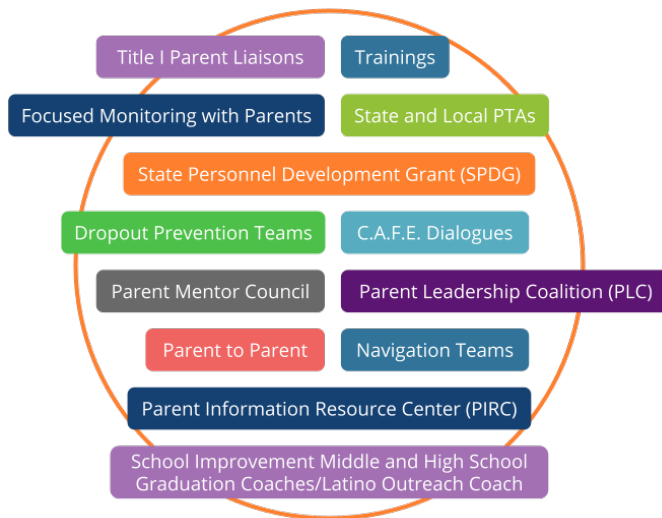 Title I Parent Liaisons
Trainings
Focused Monitoring with Parents
State and Local PTAs
State Personnel Development Grant (SPDG)
Dropout Prevention Teams
C.A.F.E. Dialogues
Parent Mentor Council
Parent Leadership Coalition (PLC)
Parent to Parent
Navigation Teams
Parent Information Resource Center (PIRC)
School Improvement Middle and High School
Graduation Coaches/Latino Outreach Coach